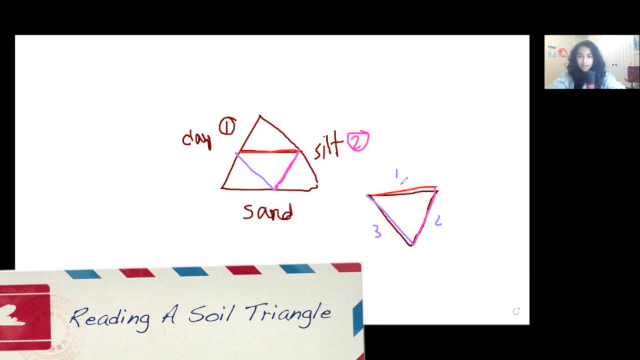 clay ①
silt ②
sand
1
2
3
Reading A Soil Triangle